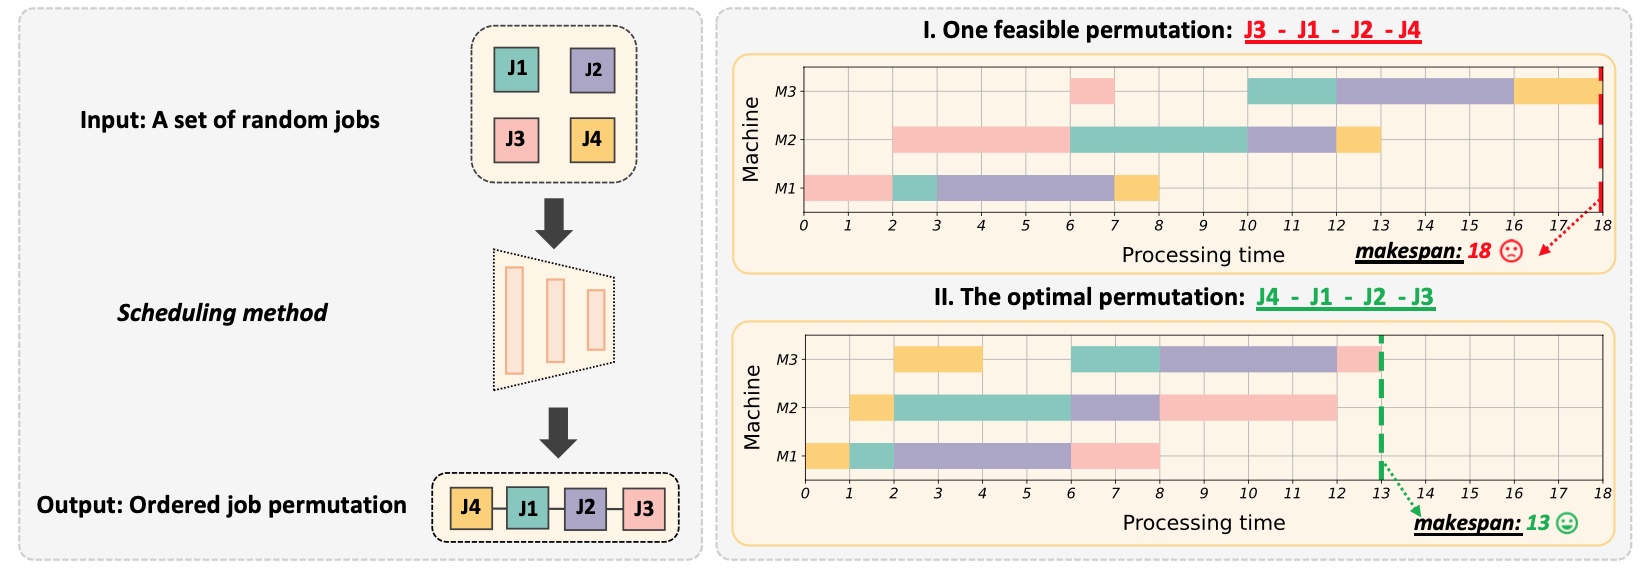 Input: A set of random jobs
J1 J2
J3 J4
Scheduling method
Output: Ordered job permutation
J4 J1 J2 J3
I. One feasible permutation: J3 - J1 - J2 - J4
Machine
M3
M2
M1
0 1 2 3 4 5 6 7 8 9 10 11 12 13 14 15 16 17 18
Processing time
makespan: 18
II. The optimal permutation: J4 - J1 - J2 - J3
Machine
M3
M2
M1
0 1 2 3 4 5 6 7 8 9 10 11 12 13 14 15 16 17 18
Processing time
makespan: 13